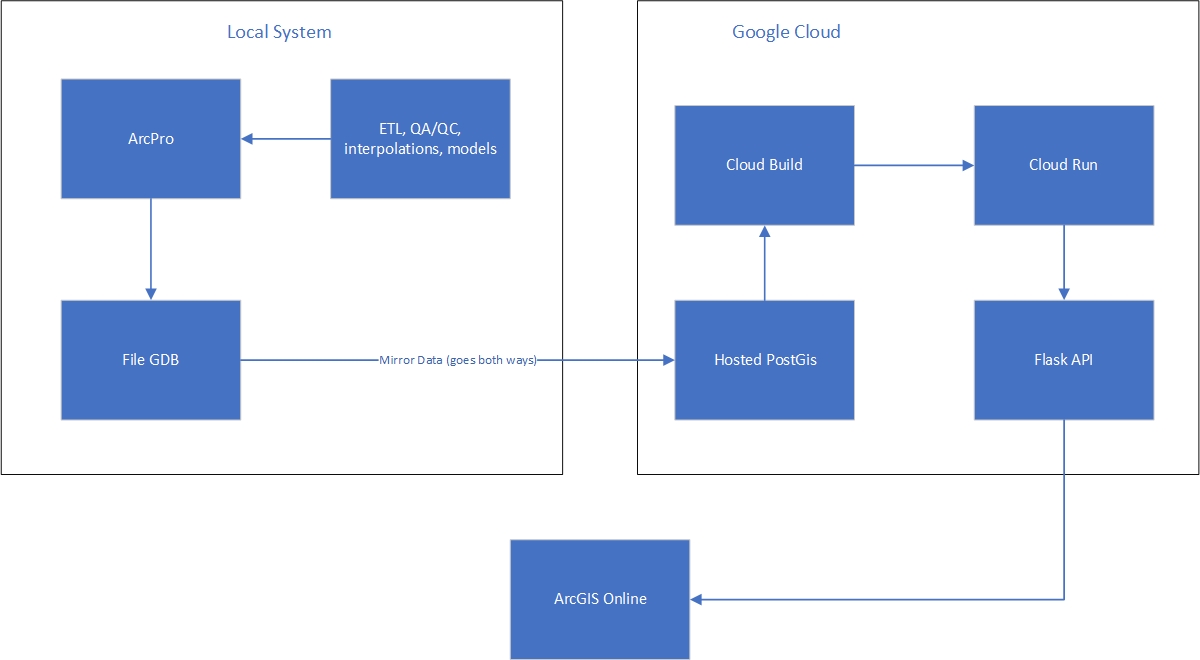 Local System
ArcPro
ETL, QA/QC,
interpolations, models
File GDB
Mirror Data (goes both ways)
Google Cloud
Cloud Build
Cloud Run
Hosted PostGis
Flask API
ArcGIS Online